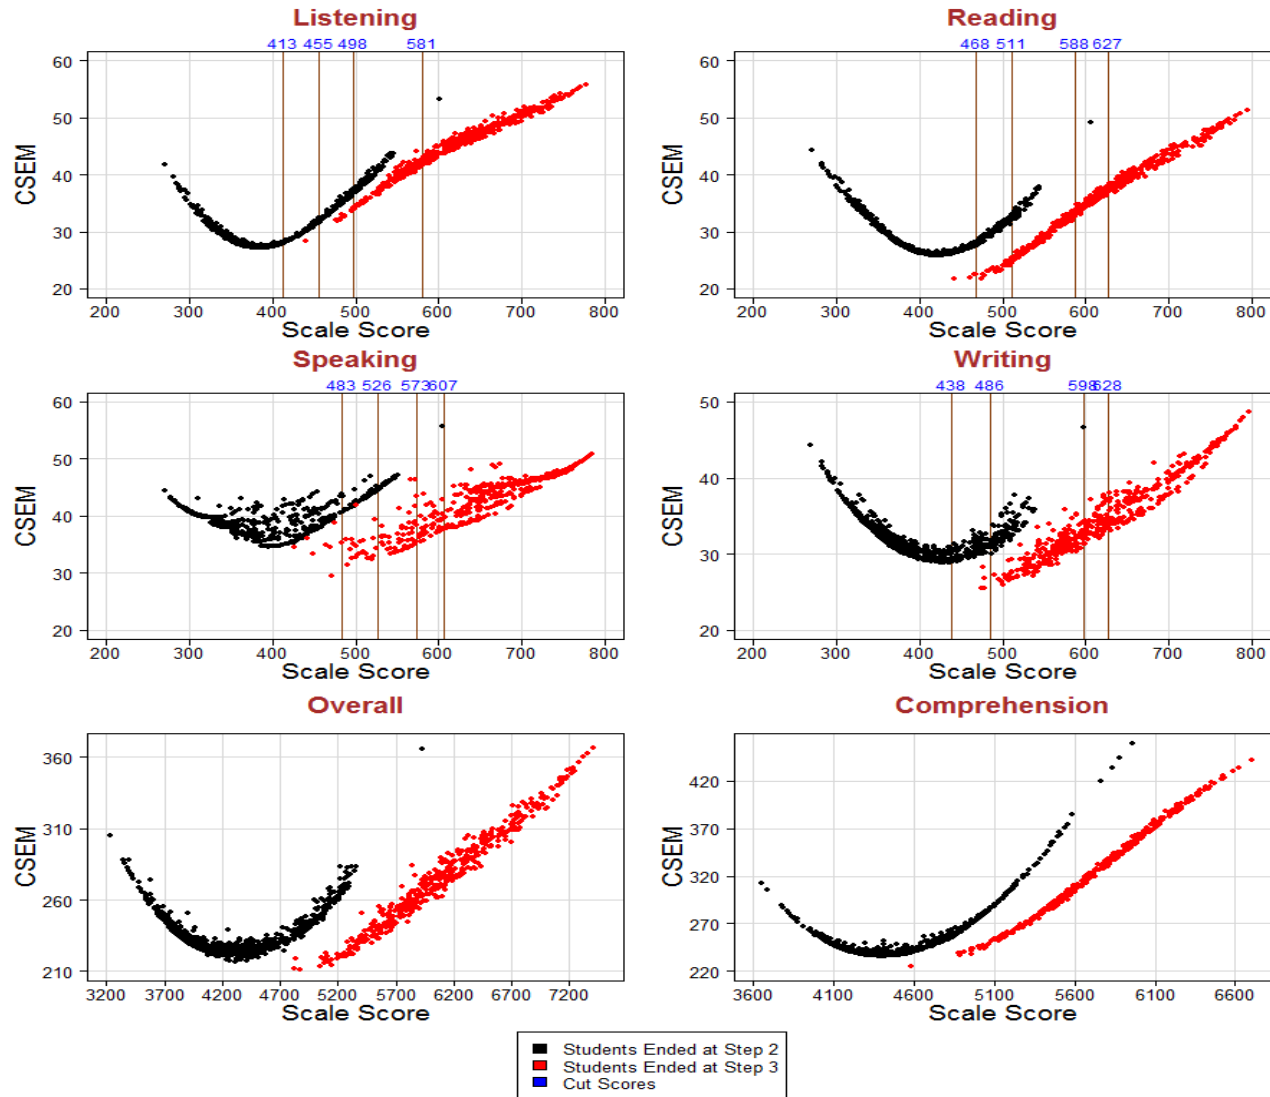 Listening
413 455 498 581
60
50
40
30
20
CSEM
200 300 400 500 600 700 800
Scale Score
Reading
468 511 588 627
60
50
40
30
20
CSEM
200 300 400 500 600 700 800
Scale Score
Speaking
483 526 573 607
60
50
40
30
20
CSEM
200 300 400 500 600 700 800
Scale Score
Writing
438 486 598 628
50
40
30
20
CSEM
200 300 400 500 600 700 800
Scale Score
Overall
360
310
260
210
CSEM
3200 3700 4200 4700 5200 5700 6200 6700 7200
Scale Score
Comprehension
420
370
320
270
220
CSEM
3600 4100 4600 5100 5600 6100 6600
Scale Score
Students Ended at Step 2
Students Ended at Step 3
Cut Scores